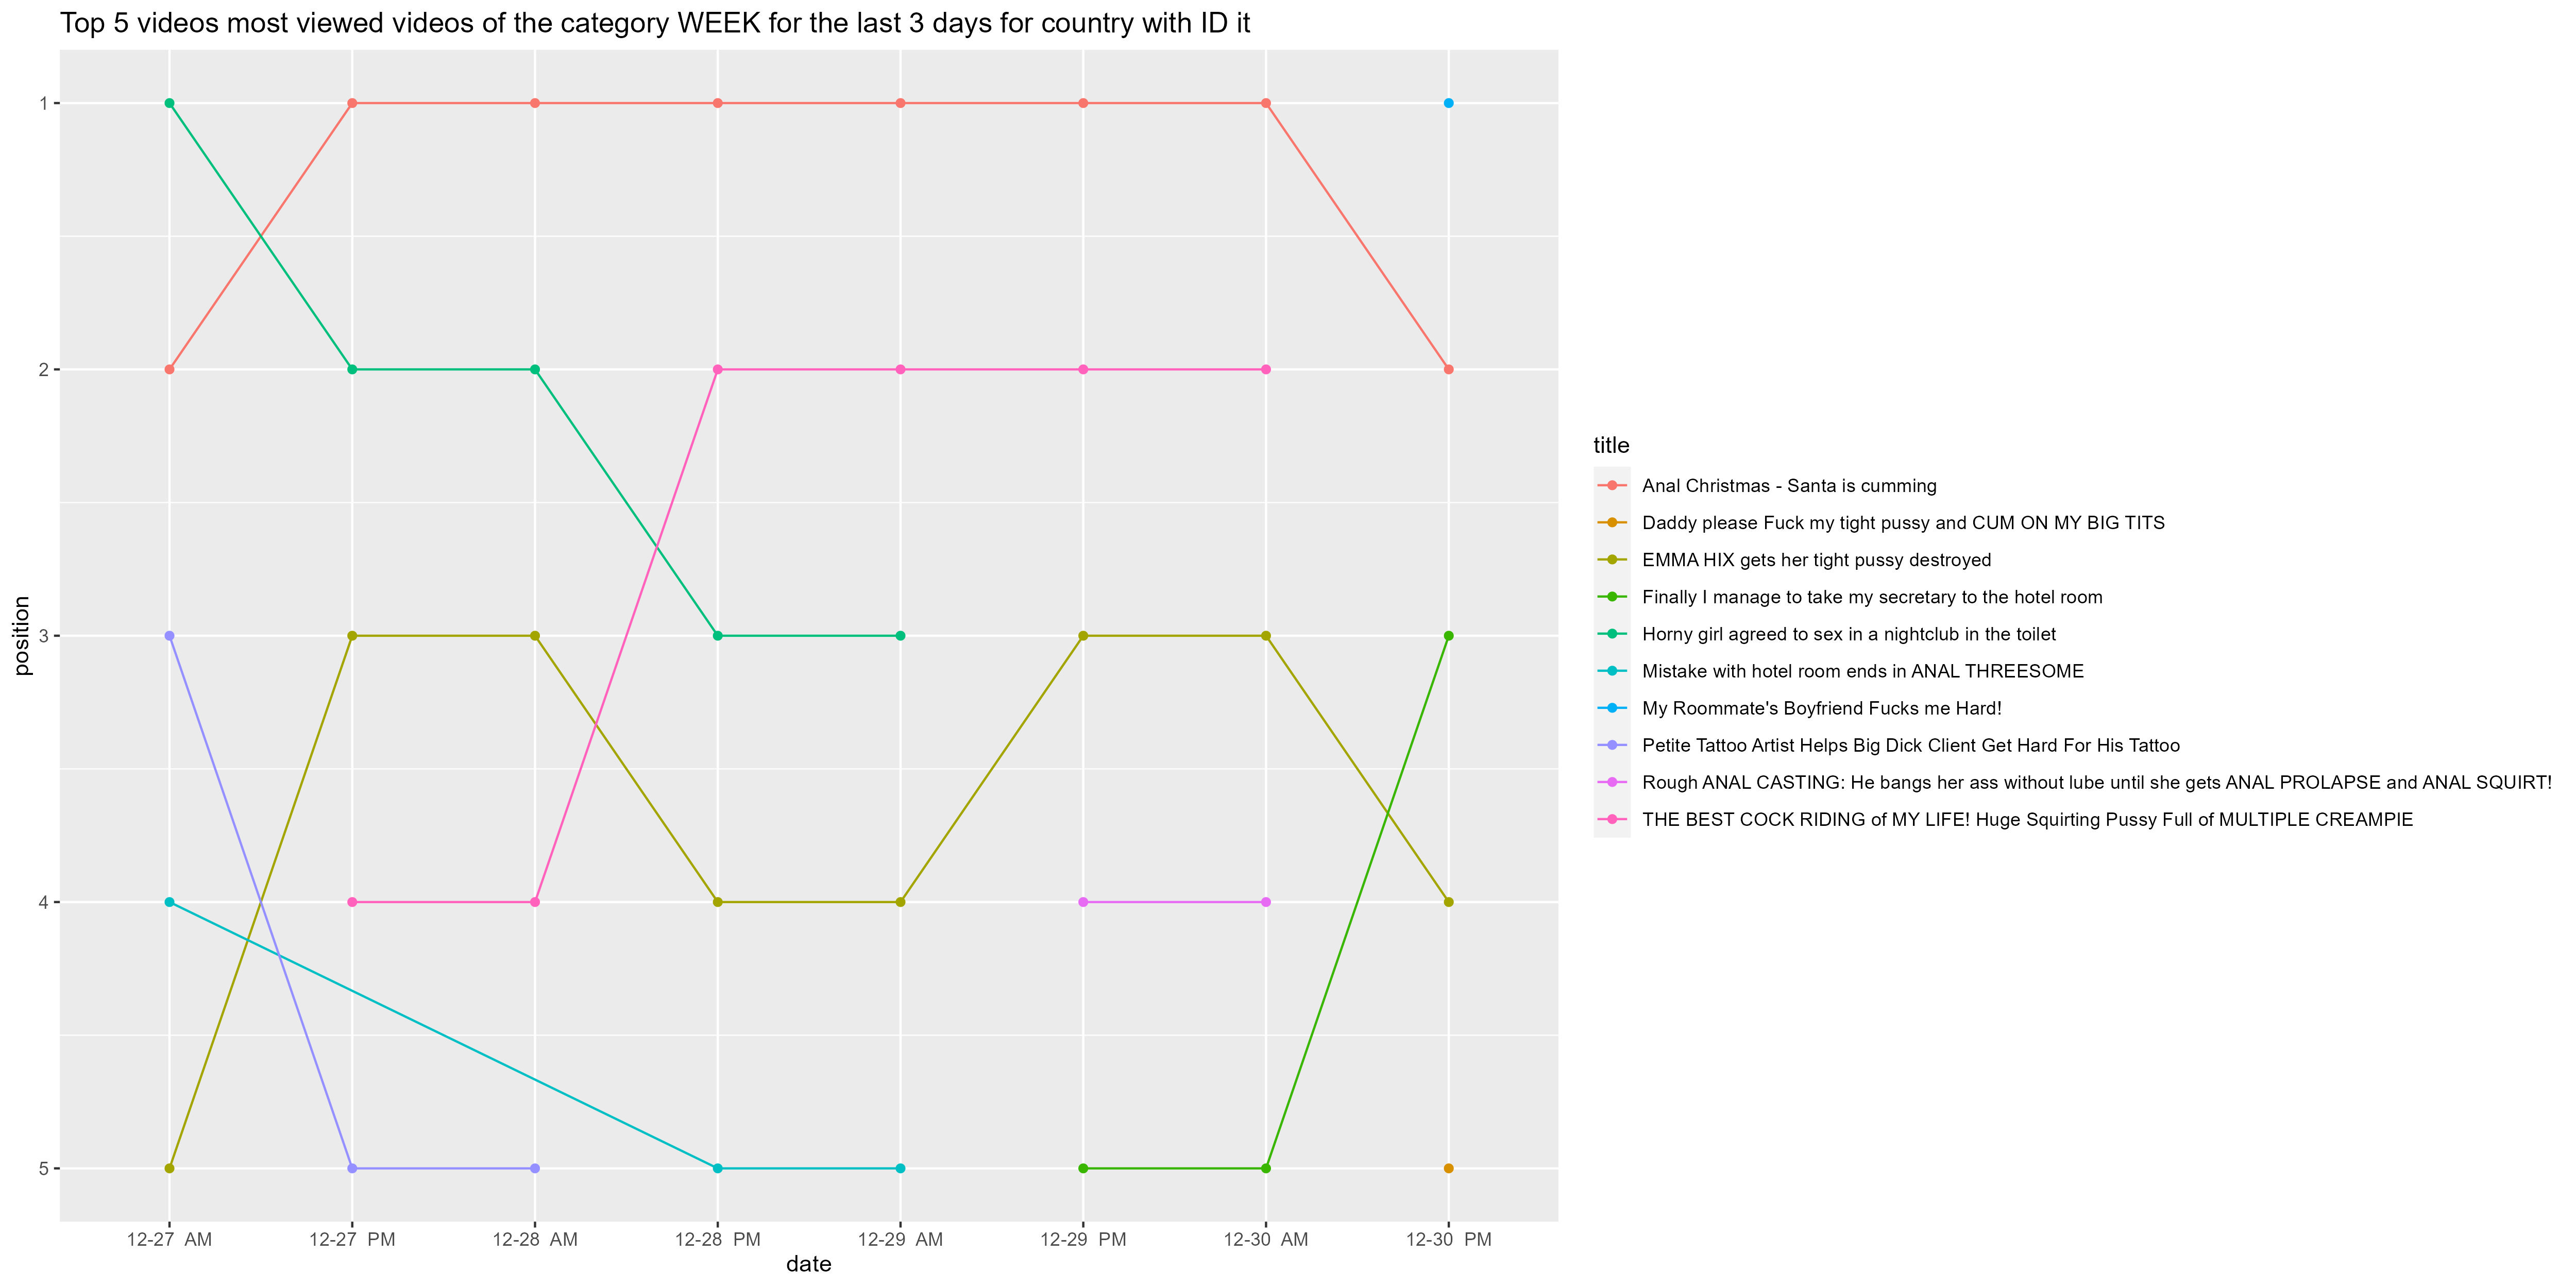 Top 5 videos most viewed videos of the category WEEK for the last 3 days for country with ID it
position
1
2
3
4
5
12-27 AM
12-27 PM
12-28 AM
12-28 PM
12-29 AM
12-29 PM
12-30 AM
12-30 PM
date
title
Anal Christmas - Santa is cumming
Daddy please Fuck my tight pussy and CUM ON MY BIG TITS
EMMA HIX gets her tight pussy destroyed
Finally I manage to take my secretary to the hotel room
Horny girl agreed to sex in a nightclub in the toilet
Mistake with hotel room ends in ANAL THREESOME
My Roommate's Boyfriend Fucks me Hard!
Petite Tattoo Artist Helps Big Dick Client Get Hard For His Tattoo
Rough ANAL CASTING: He bangs her ass without lube until she gets ANAL PROLAPSE and ANAL SQUIRT!
THE BEST COCK RIDING of MY LIFE! Huge Squirting Pussy Full of MULTIPLE CREAMPIE